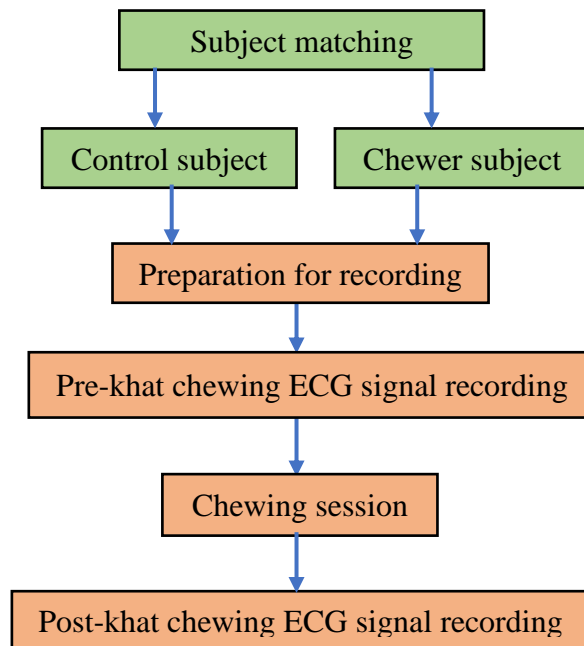 Subject matching
Control subject
Chewer subject
Preparation for recording
Pre-khat chewing ECG signal recording
Chewing session
Post-khat chewing ECG signal recording